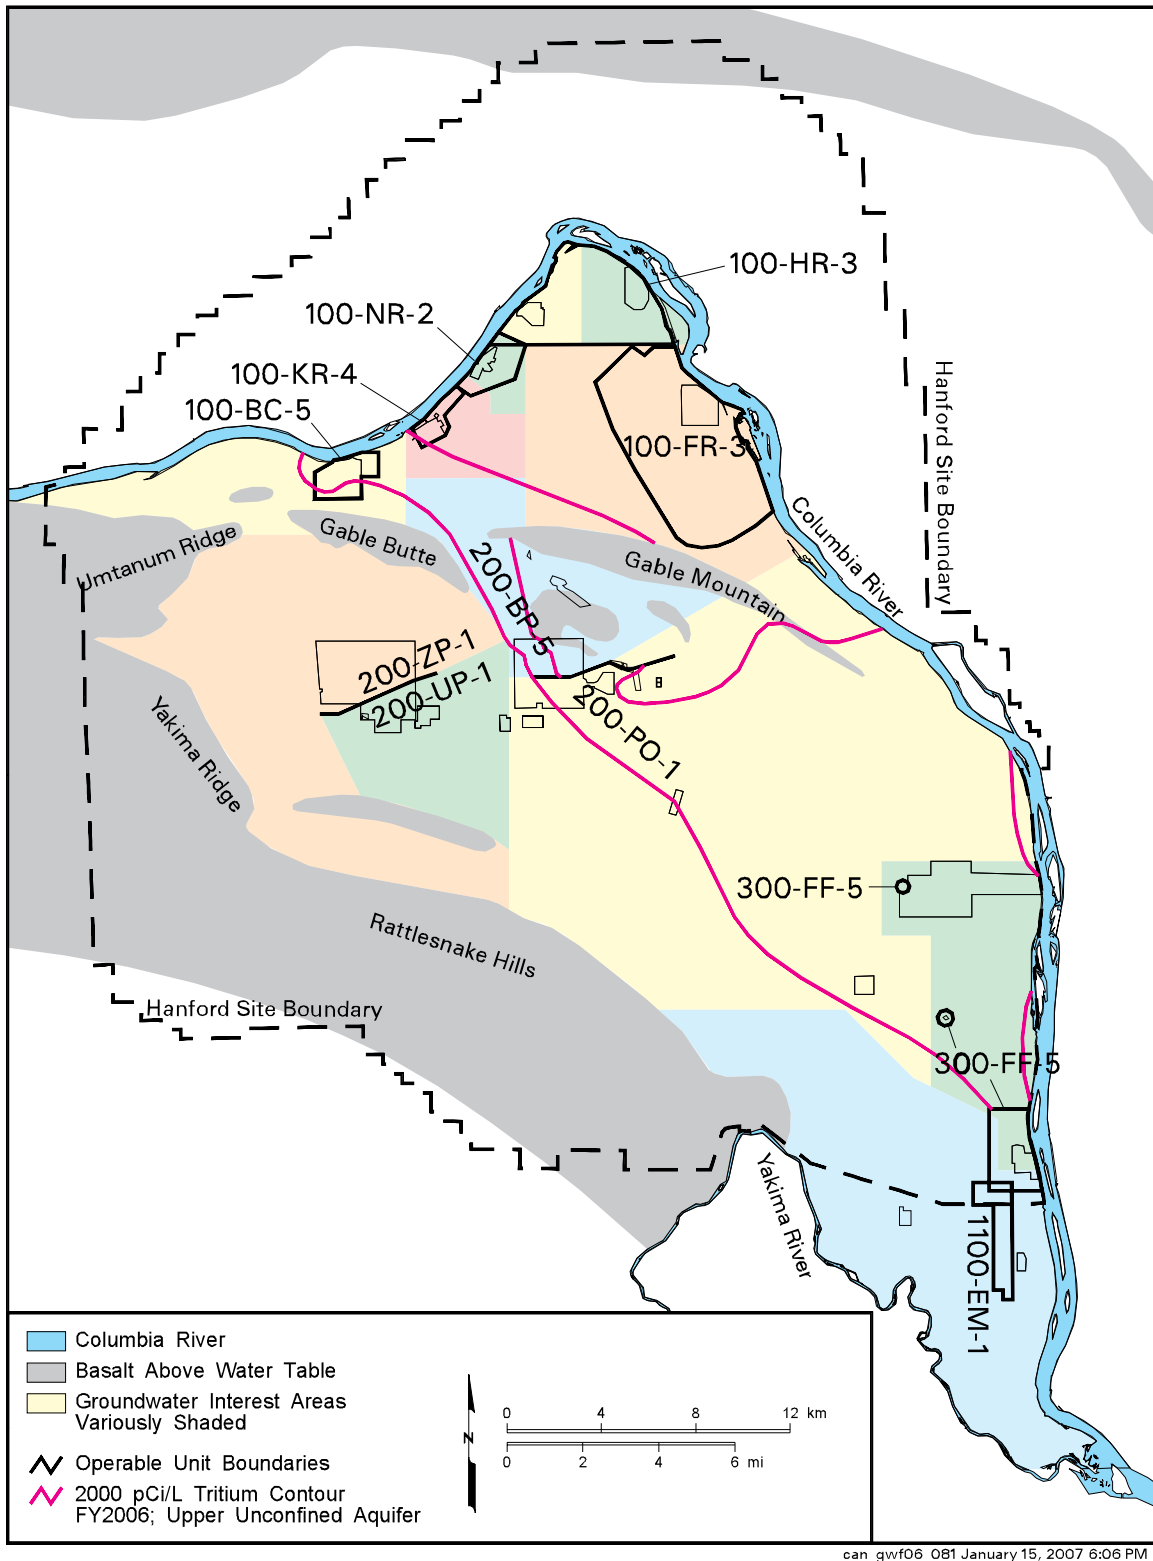 100-HR-3
100-NR-2
100-KR-4
100-BC-5
100-FR-3
Hanford Site Boundary
Columbia River
Umtanum Ridge
Gable Butte
Gable Mountain
200-BP-5
200-ZP-1
200-UP-1
200-PO-1
Yakima Ridge
300-FF-5
Rattlesnake Hills
Hanford Site Boundary
300-FF-5
Yakima River
1100-EM-1
Columbia River
Basalt Above Water Table
Groundwater Interest Areas
Variously Shaded
Operable Unit Boundaries
2000 pCi/L Tritium Contour
FY2006; Upper Unconfined Aquifer
N
0 4 8 12 km
0 2 4 6 mi
can_gwf06_081 January 15, 2007 6:06 PM